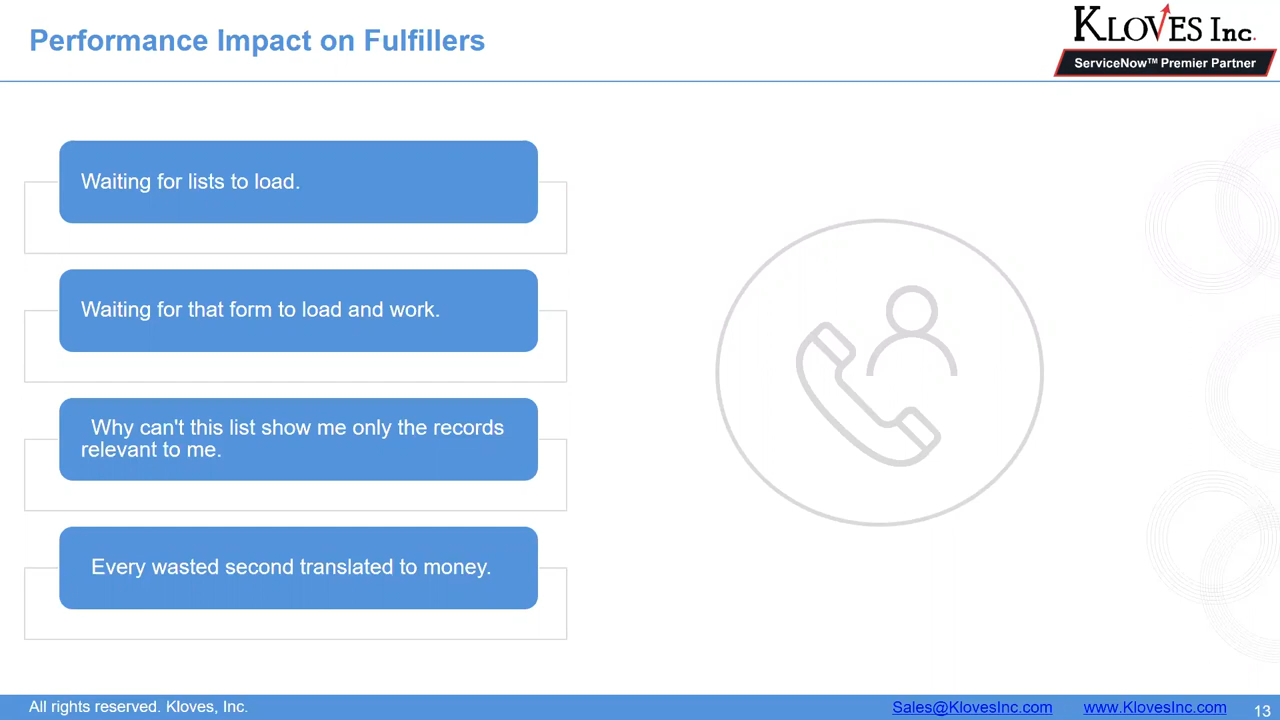 Performance Impact on Fulfillers
KLOVES INC.
ServiceNow™ Premier Partner
Waiting for lists to load.
Waiting for that form to load and work.
Why can't this list show me only the records
relevant to me.
Every wasted second translated to money.
All rights reserved. Kloves, Inc.
Sales@KlovesInc.com
www.KlovesInc.com
13